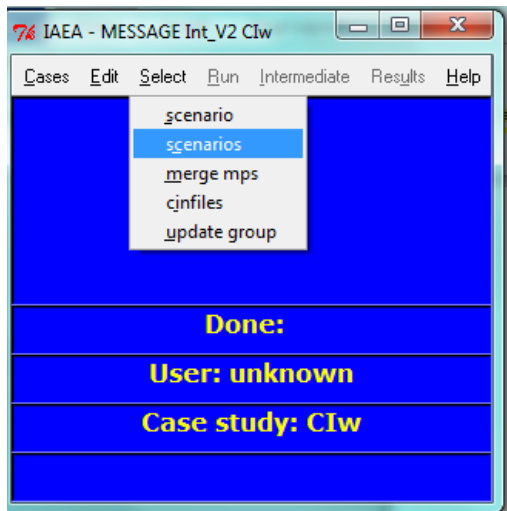 7% IAEA - MESSAGE Int_V2 CIw
Cases Edit Select Run Intermediate Results Help
scenario
scenarios
merge mps
cinfiles
update group
Done:
User: unknown
Case study: CIw